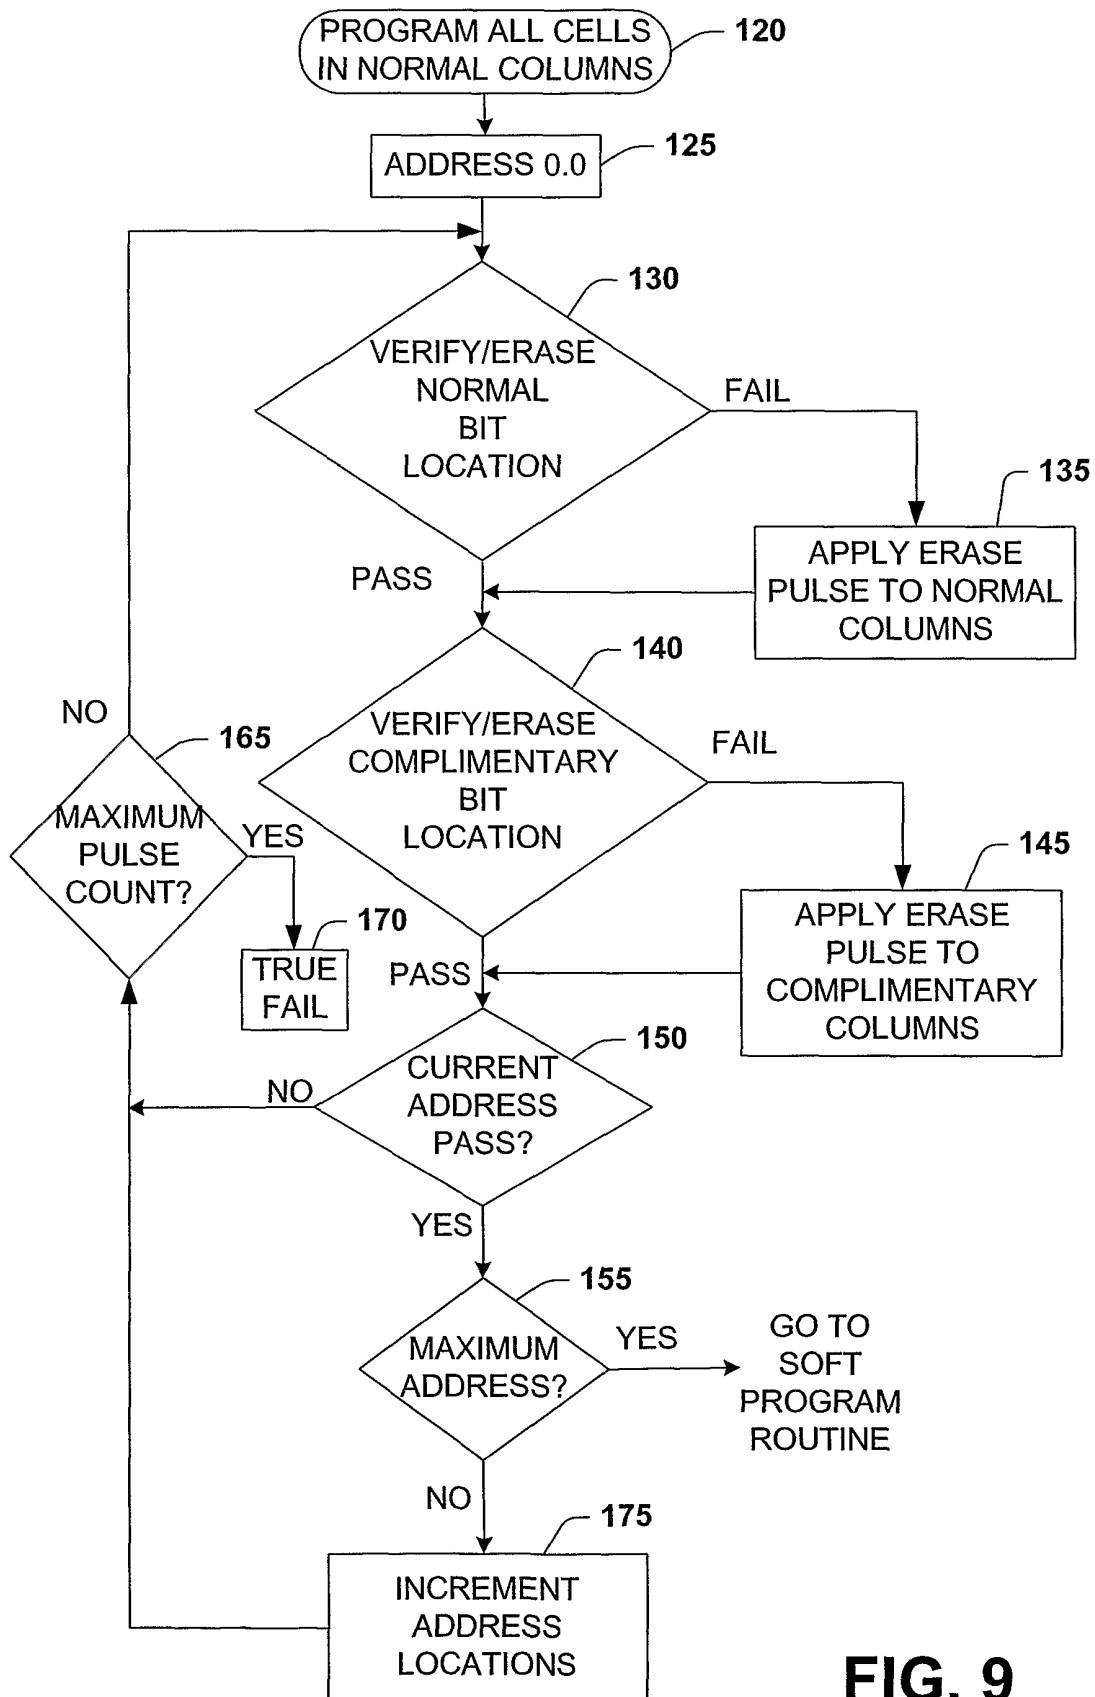 PROGRAM ALL CELLS
IN NORMAL COLUMNS
120
ADDRESS 0.0
125
130
VERIFY/ERASE
NORMAL
BIT
LOCATION
FAIL
135
APPLY ERASE
PULSE TO NORMAL
COLUMNS
PASS
140
VERIFY/ERASE
COMPLIMENTARY
BIT
LOCATION
FAIL
145
APPLY ERASE
PULSE TO
COMPLIMENTARY
COLUMNS
NO
165
MAXIMUM
PULSE
COUNT?
YES
170
TRUE
FAIL
PASS
150
CURRENT
ADDRESS
PASS?
NO
YES
155
MAXIMUM
ADDRESS?
YES
GO TO
SOFT
PROGRAM
ROUTINE
NO
175
INCREMENT
ADDRESS
LOCATIONS
FIG. 9